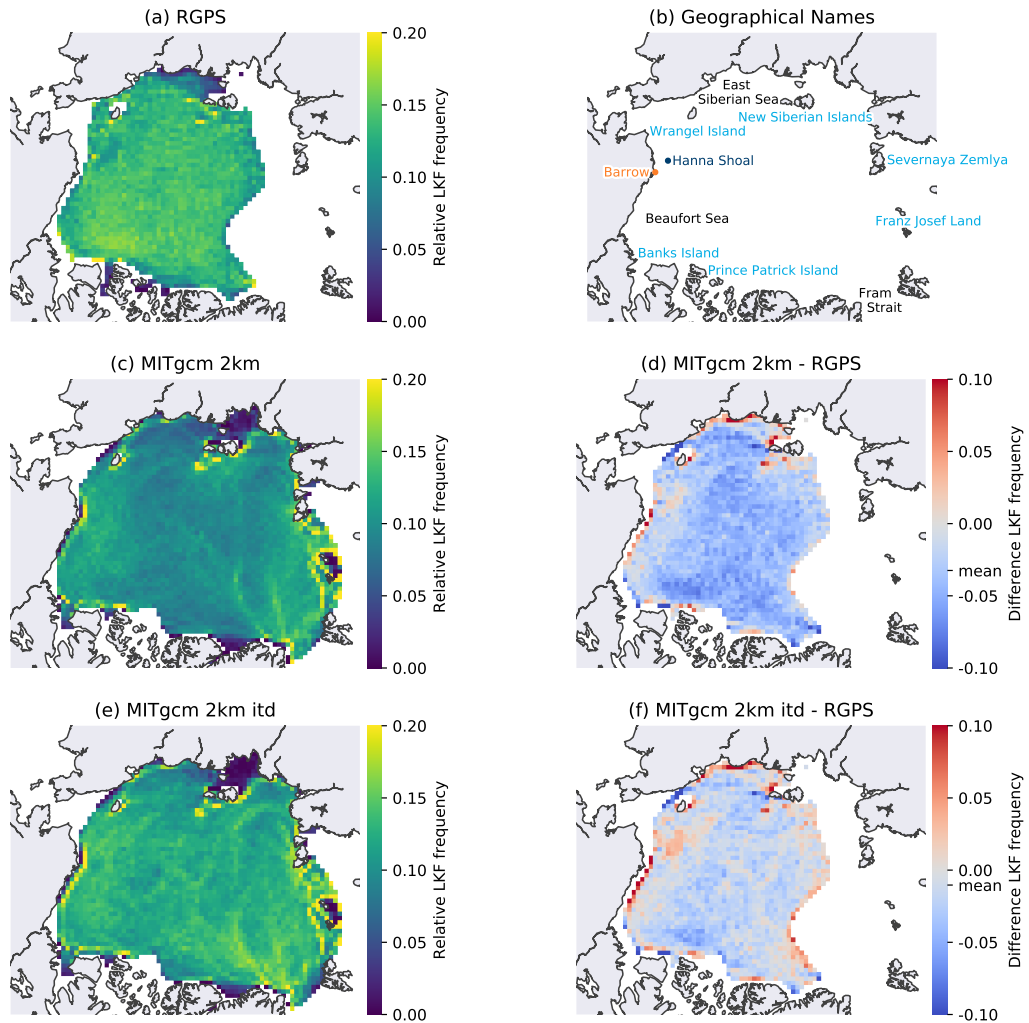 (a) RGPS
0.20
0.15
0.10
0.05
0.00
Relative LKF frequency
(b) Geographical Names
East
Siberian Sea
New Siberian Islands
Wrangel Island
Hanna Shoal
Severnaya Zemlya
Barrow
Beaufort Sea
Franz Josef Land
Banks Island
Prince Patrick Island
Fram
Strait
(c) MITgcm 2km
0.20
0.15
0.10
0.05
0.00
Relative LKF frequency
(d) MITgcm 2km - RGPS
0.10
0.05
0.00
mean
-0.05
-0.10
Difference LKF frequency
(e) MITgcm 2km itd
0.20
0.15
0.10
0.05
0.00
Relative LKF frequency
(f) MITgcm 2km itd - RGPS
0.10
0.05
0.00
mean
-0.05
-0.10
Difference LKF frequency